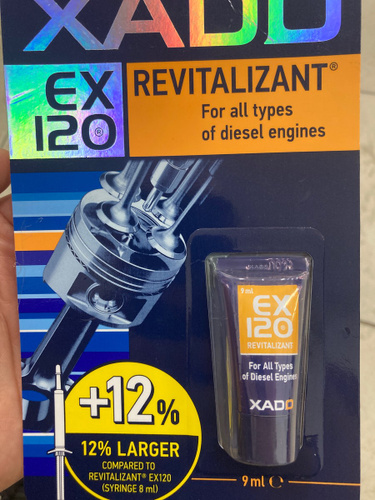 XADO
EX
120®
REVITALIZANT®
For all types
of diesel engines
9 ml
EX
120
REVITALIZANT
For All Types
of Diesel Engines
XADO
+12%
12% LARGER
COMPARED TO
REVITALIZANT® EX120
(SYRINGE 8 ml)
9 ml ℮